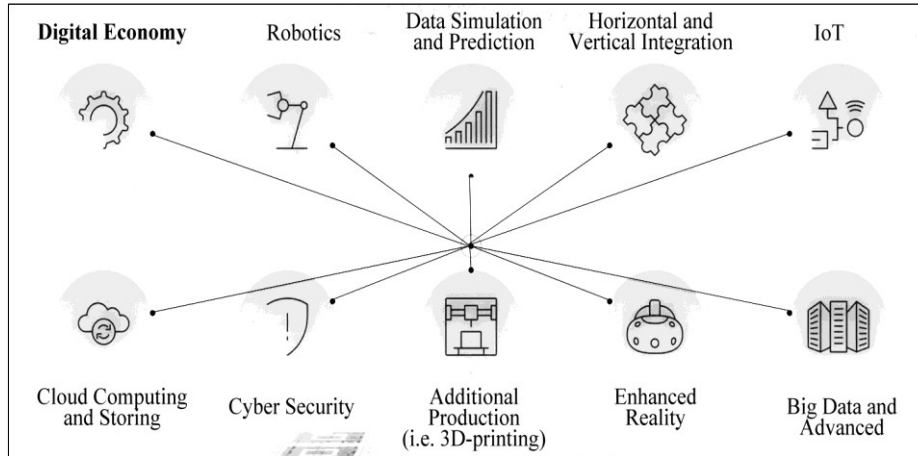 Digital Economy
Robotics
Data Simulation
and Prediction
Horizontal and
Vertical Integration
IoT
Cloud Computing
and Storing
Cyber Security
Additional
Production
(i.e. 3D-printing)
Enhanced
Reality
Big Data and
Advanced